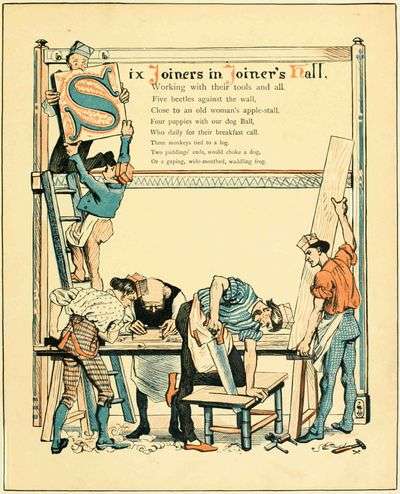 Six Joiners in Joiner's Hall,
Working with their tools and all.
Five beetles against the wall,
Close to an old woman's apple-stall.
Four puppies with our dog Ball,
Who daily for their breakfast call.
Three monkeys tied to a log.
Two puddings' ends, would choke a dog,
Or a gaping, wide-mouthed, waddling frog.